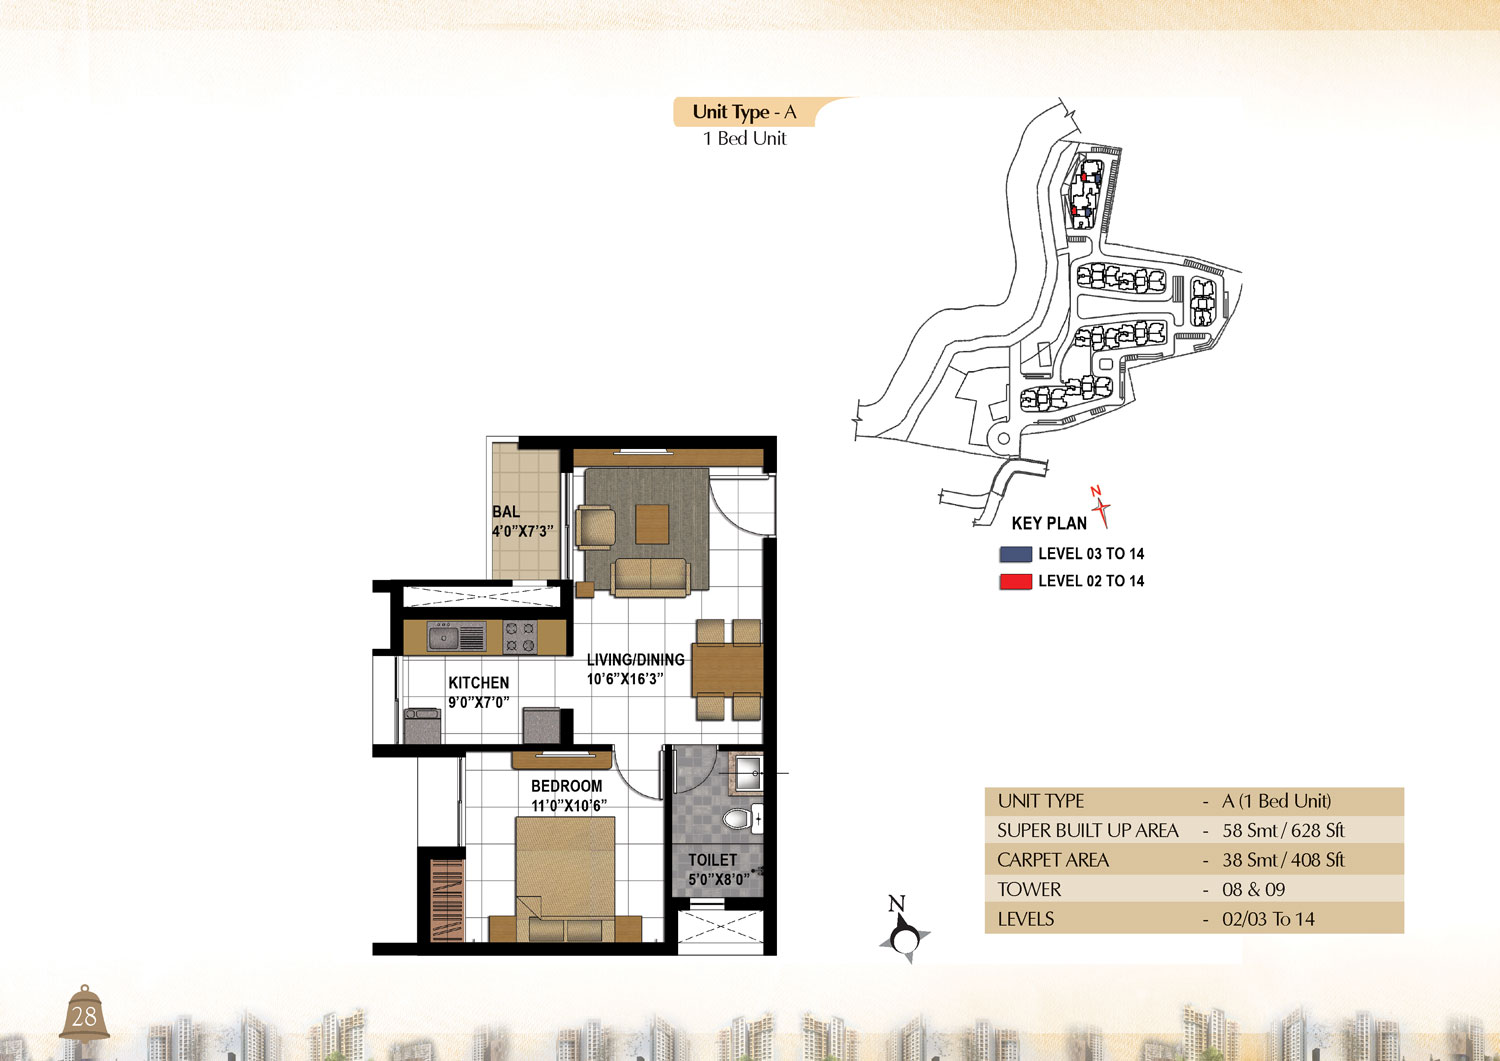 Unit Type - A
1 Bed Unit
N
KEY PLAN
LEVEL 03 TO 14
LEVEL 02 TO 14
BAL
4'0"X7'3"
LIVING/DINING
10'6"X16'3"
KITCHEN
9'0"X7'0"
BEDROOM
11'0"X10'6"
TOILET
5'0"X8'0"
N
UNIT TYPE - A (1 Bed Unit)
SUPER BUILT UP AREA - 58 Smt / 628 Sft
CARPET AREA - 38 Smt / 408 Sft
TOWER - 08 & 09
LEVELS - 02/03 To 14
28